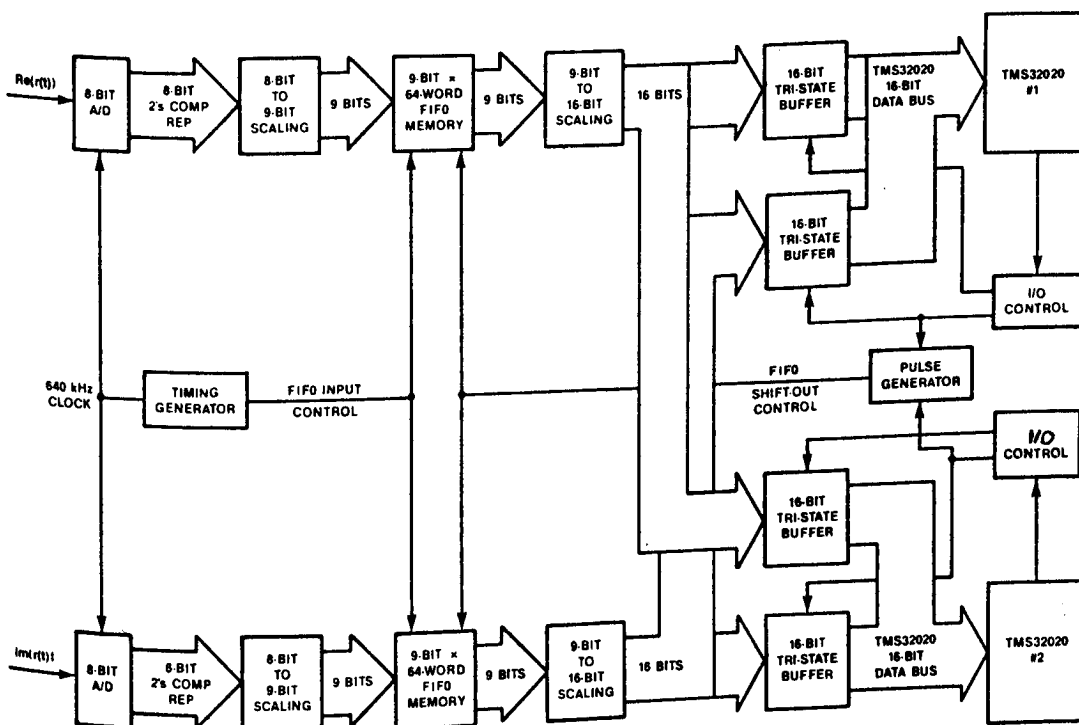 Re(r(t))
8-BIT
A/D
8-BIT
2's COMP
REP
8-BIT
TO
9-BIT
SCALING
9 BITS
9-BIT ×
64-WORD
FIFO
MEMORY
9 BITS
9-BIT
TO
16-BIT
SCALING
16 BITS
16-BIT
TRI-STATE
BUFFER
TMS32020
16-BIT
DATA BUS
TMS32020
#1
16-BIT
TRI-STATE
BUFFER
I/O
CONTROL
640 kHz
CLOCK
TIMING
GENERATOR
FIFO INPUT
CONTROL
FIFO
SHIFT-OUT
CONTROL
PULSE
GENERATOR
I/O
CONTROL
16-BIT
TRI-STATE
BUFFER
Im(r(t))
8-BIT
A/D
8-BIT
2's COMP
REP
8-BIT
TO
9-BIT
SCALING
9 BITS
9-BIT ×
64-WORD
FIFO
MEMORY
9 BITS
9-BIT
TO
16-BIT
SCALING
16 BITS
16-BIT
TRI-STATE
BUFFER
TMS32020
16-BIT
DATA BUS
TMS32020
#2